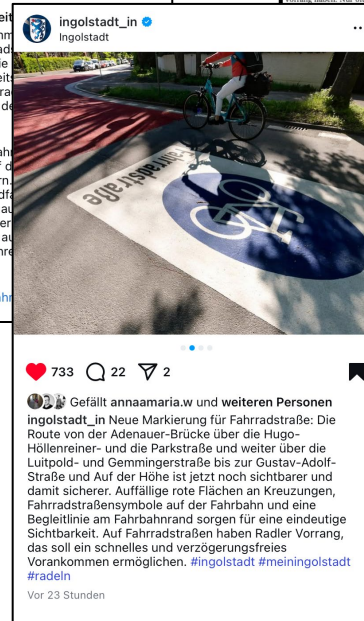 ingolstadt_in
Ingolstadt
Fahrradstraße
733 22 2
Gefällt annaamaria.w und weiteren Personen
ingolstadt_in Neue Markierung für Fahrradstraße: Die
Route von der Adenauer-Brücke über die Hugo-
Höllenreiner- und die Parkstraße und weiter über die
Luitpold- und Gemmingerstraße bis zur Gustav-Adolf-
Straße und Auf der Höhe ist jetzt noch sichtbarer und
damit sicherer. Auffällige rote Flächen an Kreuzungen,
Fahrradstraßensymbole auf der Fahrbahn und eine
Begleitlinie am Fahrbahnrand sorgen für eine eindeutige
Sichtbarkeit. Auf Fahrradstraßen haben Radler Vorrang,
das soll ein schnelles und verzögerungsfreies
Vorankommen ermöglichen. #ingolstadt #meiningolstadt
#radeln
Vor 23 Stunden